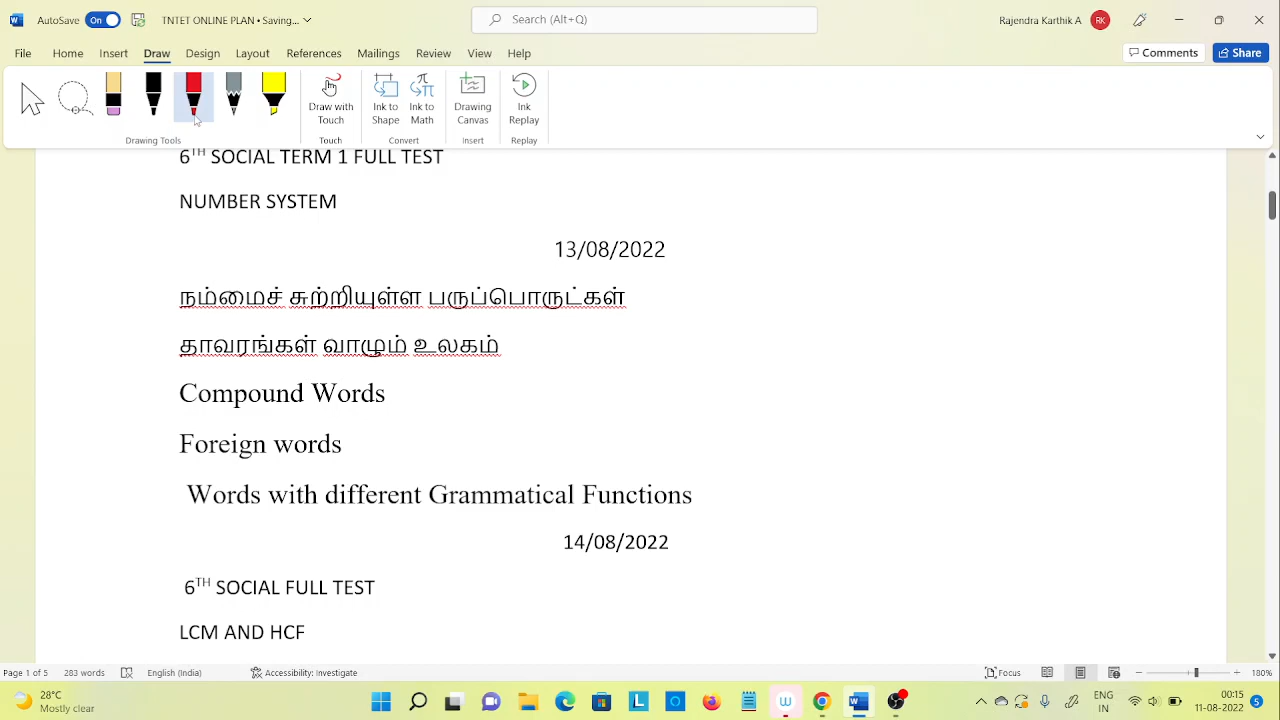 AutoSave On TNTET ONLINE PLAN • Saving... Search (Alt+Q) Rajendra Karthik A RK
File Home Insert Draw Design Layout References Mailings Review View Help Comments Share
Draw with Touch Ink to Shape Ink to Math Drawing Canvas Ink Replay
Drawing Tools Touch Convert Insert Replay
6TH SOCIAL TERM 1 FULL TEST
NUMBER SYSTEM
13/08/2022
நம்மைச் சுற்றியுள்ள பருப்பொருட்கள்
தாவரங்கள் வாழும் உலகம்
Compound Words
Foreign words
Words with different Grammatical Functions
14/08/2022
6TH SOCIAL FULL TEST
LCM AND HCF
Page 1 of 5 283 words English (India) Accessibility: Investigate Focus 180%
28°C ENG 00:15
Mostly clear IN 11-08-2022 5